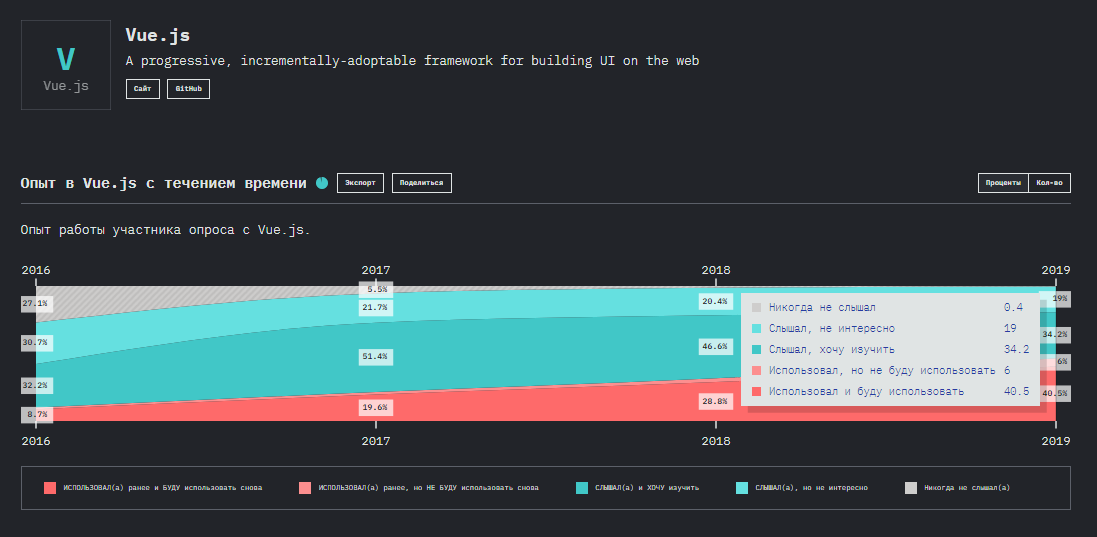 V
Vue.js
Vue.js
A progressive, incrementally-adoptable framework for building UI on the web
Сайт GitHub
Опыт в Vue.js с течением времени Экспорт Поделиться Проценты Кол-во
Опыт работы участника опроса с Vue.js.
2016 2017 2018 2019
27.1% 5.5% 19%
30.7% 21.7% 20.4% 34.2%
32.2% 51.4% 46.6% 6%
8.7% 19.6% 28.8% 40.5%
Никогда не слышал 0.4
Слышал, не интересно 19
Слышал, хочу изучить 34.2
Использовал, но не буду использовать 6
Использовал и буду использовать 40.5
2016 2017 2018 2019
ИСПОЛЬЗОВАЛ(а) ранее и БУДУ использовать снова ИСПОЛЬЗОВАЛ(а) ранее, но НЕ БУДУ использовать снова СЛЫШАЛ(а) и ХОЧУ изучить СЛЫШАЛ(а), но не интересно Никогда не слышал(а)